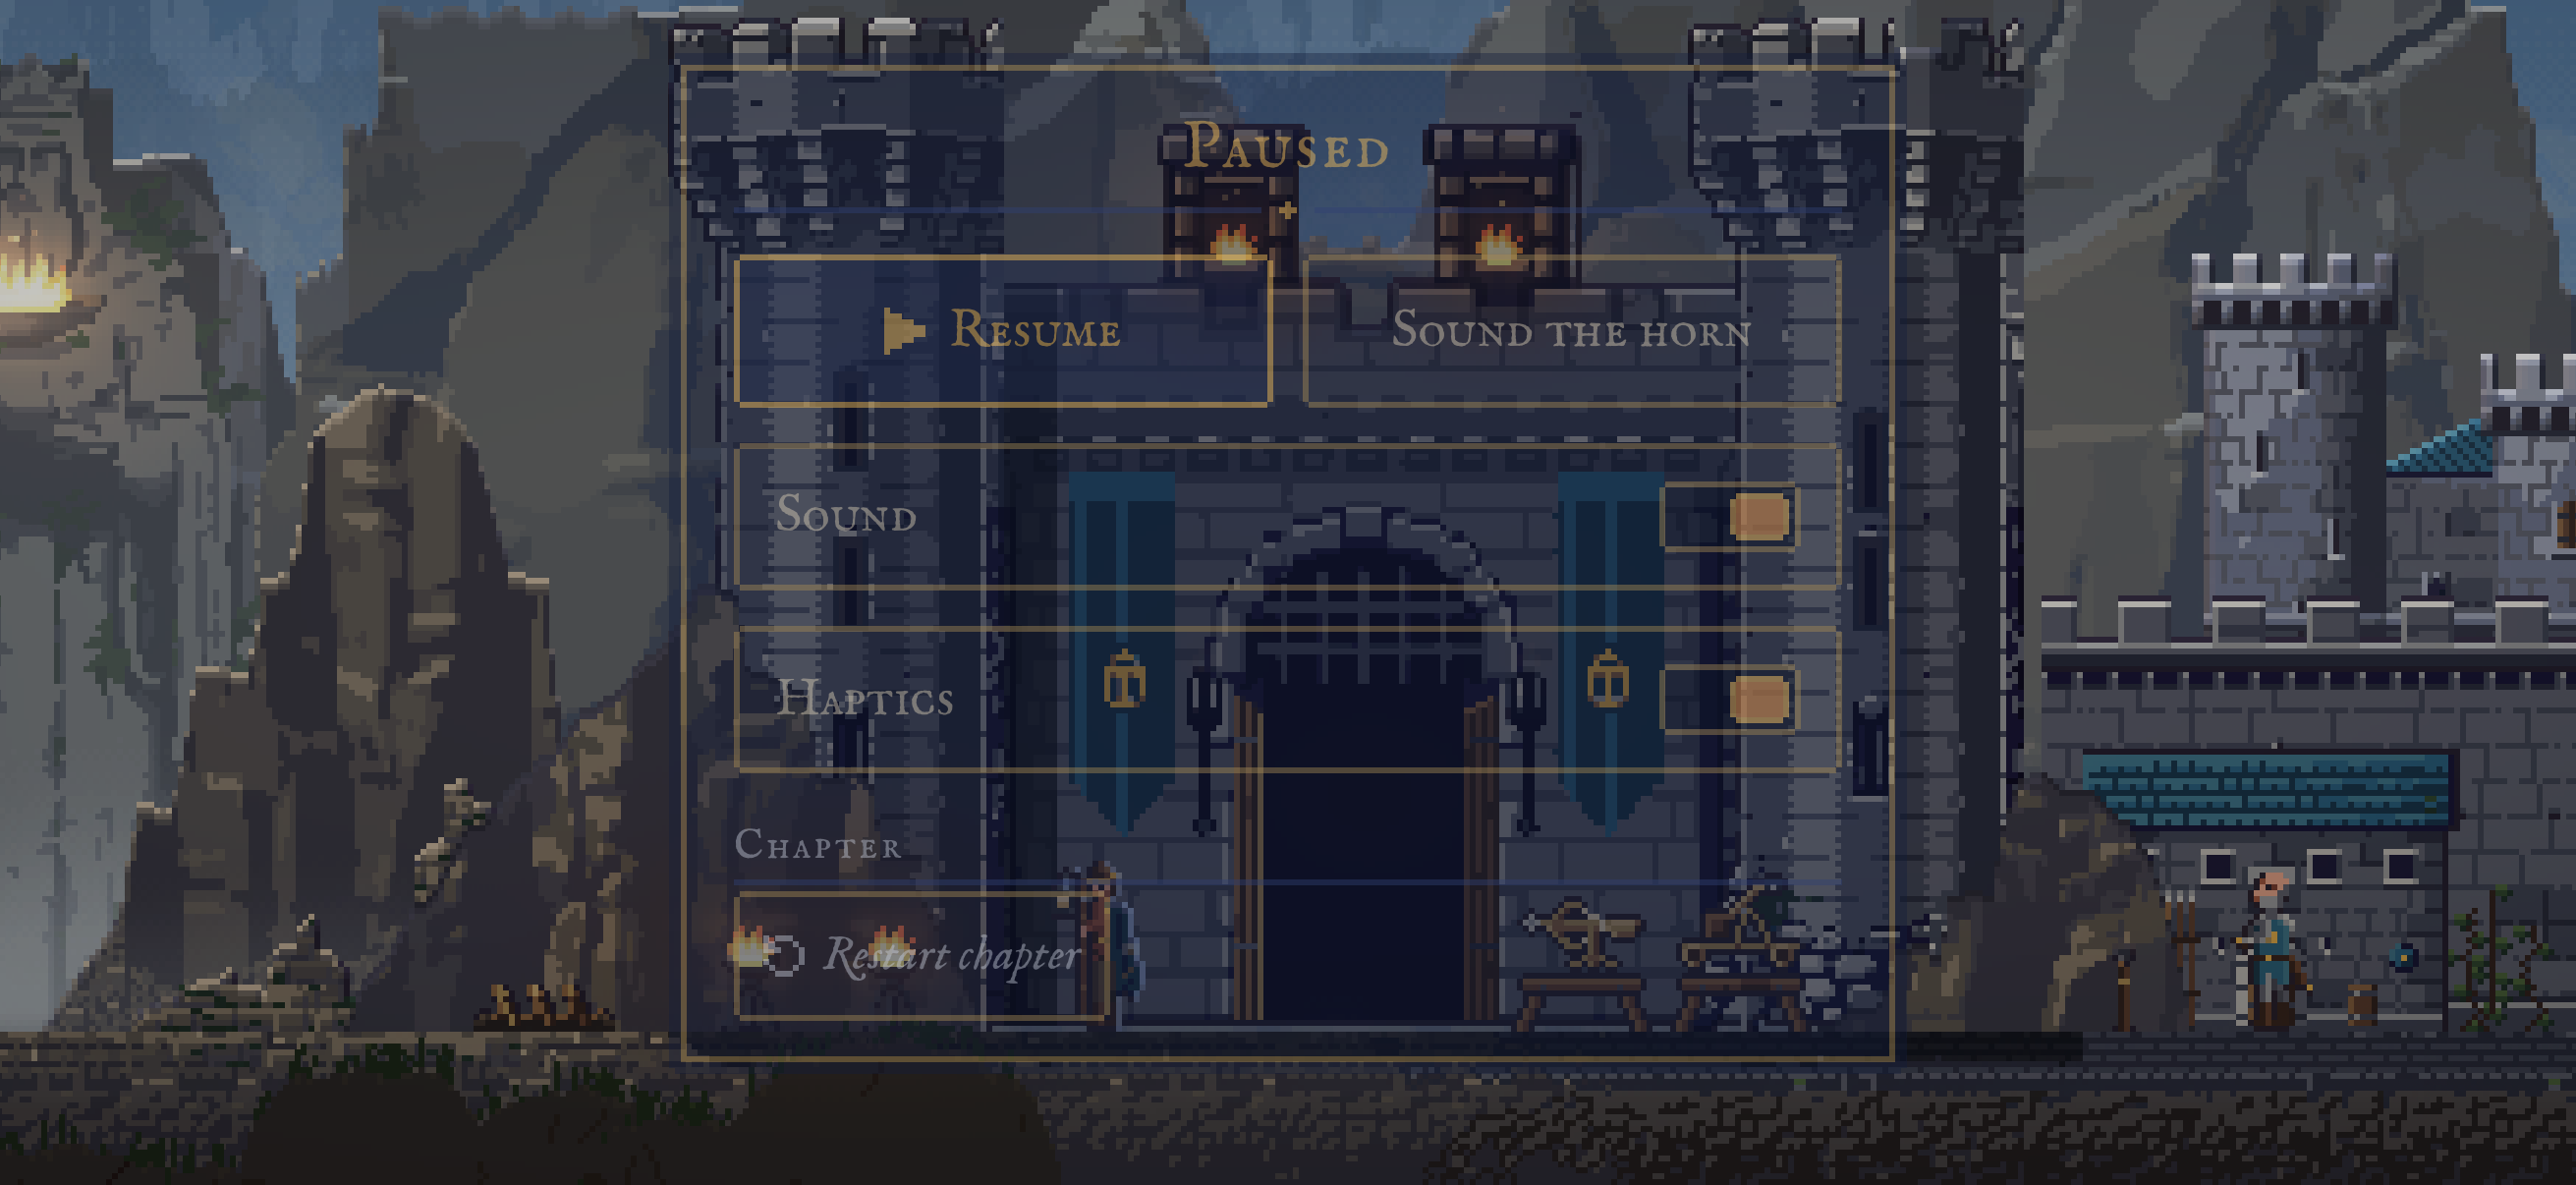 Paused
Resume
Sound the horn
Sound
Haptics
Chapter
Restart chapter